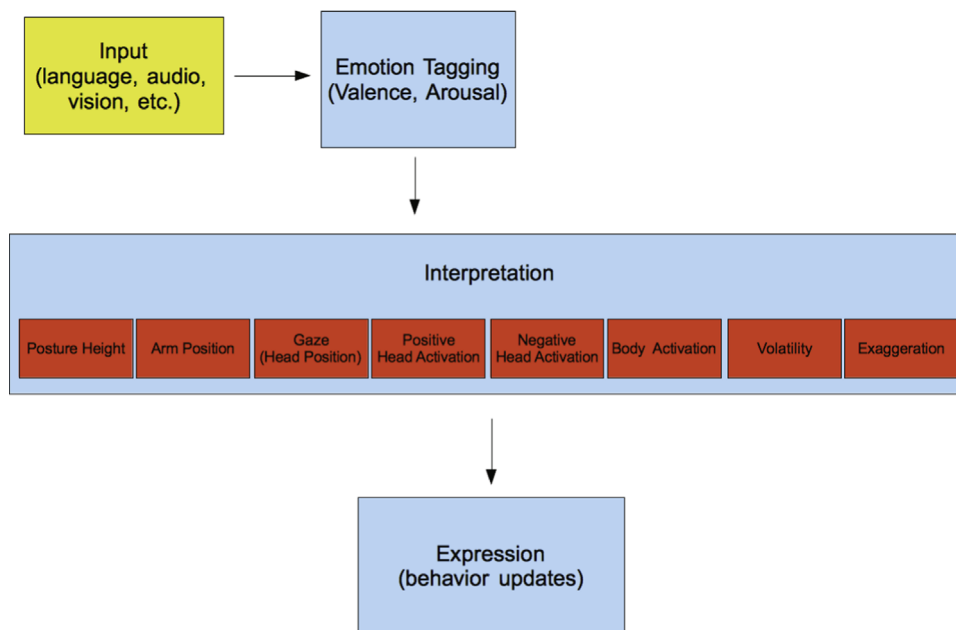 Input
(language, audio,
vision, etc.)
Emotion Tagging
(Valence, Arousal)
Interpretation
Posture Height
Arm Position
Gaze
(Head Position)
Positive
Head Activation
Negative
Head Activation
Body Activation
Volatility
Exaggeration
Expression
(behavior updates)